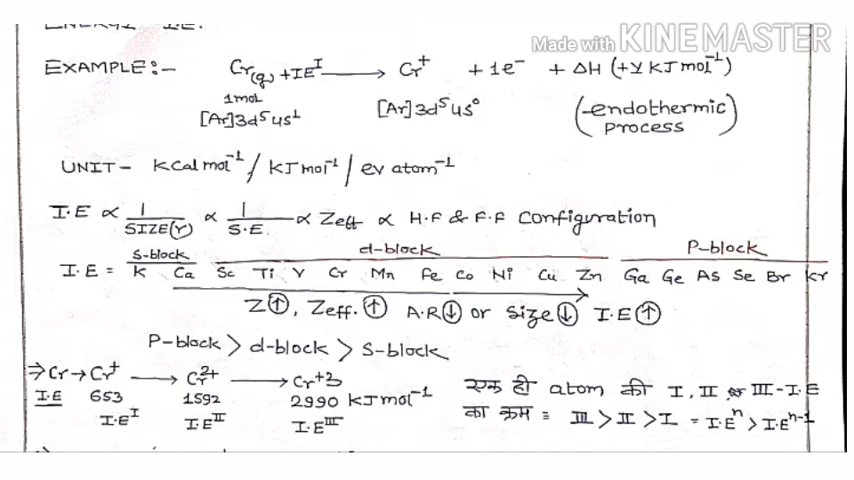 ENERGY I.E.
Made with KINEMASTER
EXAMPLE:- Cr(g) + IE^I → Cr⁺ + 1e⁻ + ΔH (+Y KJ mol⁻¹)
1mol
[Ar]3d⁵4s¹ [Ar]3d⁵4s⁰ (endothermic process)
UNIT- KCal mol⁻¹/ KJ mol⁻¹/ ev atom⁻¹
I.E ∝ 1/SIZE(r) ∝ 1/S.E ∝ Zeff ∝ H.F & F.F Configuration
S-block d-block P-block
I.E = K Ca Sc Ti V Cr Mn Fe Co Ni Cu Zn Ga Ge As Se Br Kr
Z(↑), Zeff.(↑) A.R(↓) or Size(↓) I.E(↑)
P-block > d-block > S-block
⇒ Cr → Cr⁺ → Cr²⁺ → Cr⁺³
I.E 653 1592 2990 KJ mol⁻¹
I.E^I I.E^II I.E^III
एक ही atom की I, II or III - I.E
का क्रम = III > II > I = I.E^n > I.E^n-1